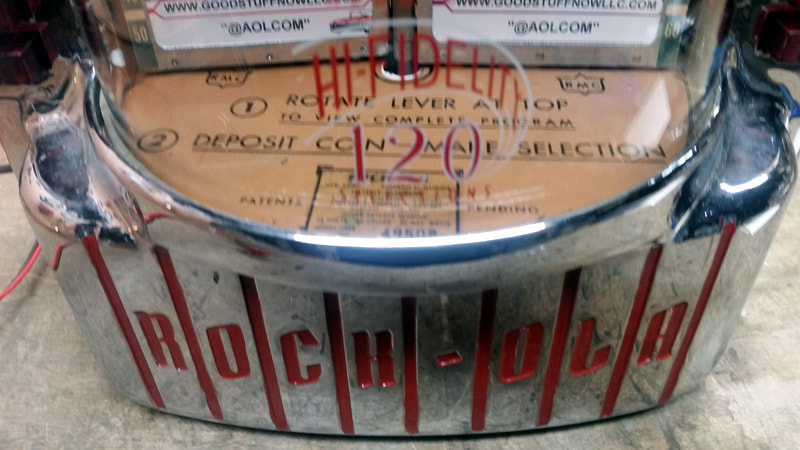 WWW.GOODSTUFFNOWLLC.COM
"@AOLCOM"
WWW.GOODSTUFFNOWLLC.COM
"@AOLCOM"
RMC
HI-FIDELITY
RMC
1 ROTATE LEVER AT TOP
TO VIEW COMPLETE PROGRAM
2 DEPOSIT COIN MAKE SELECTION
120
SELECTIONS
PATENTS PENDING
49508
ROCK-OLA